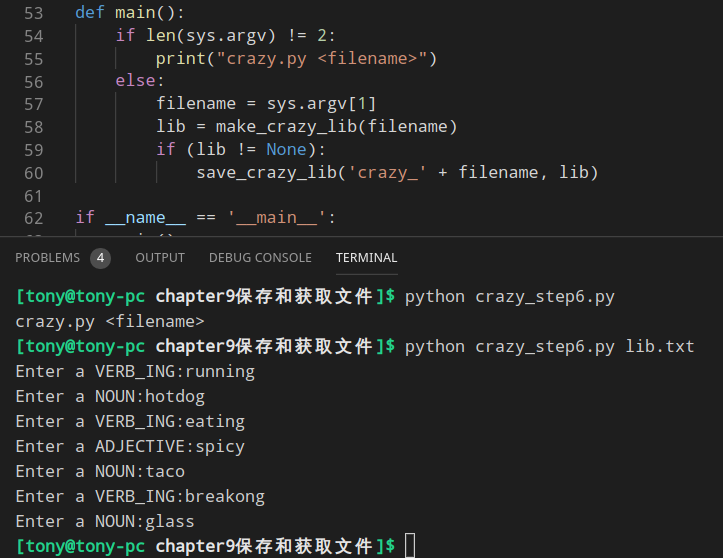 53 def main():
54 if len(sys.argv) != 2:
55 print("crazy.py <filename>")
56 else:
57 filename = sys.argv[1]
58 lib = make_crazy_lib(filename)
59 if (lib != None):
60 save_crazy_lib('crazy_' + filename, lib)
61
62 if __name__ == '__main__':
PROBLEMS 4 OUTPUT DEBUG CONSOLE TERMINAL
[tony@tony-pc chapter9保存和获取文件]$ python crazy_step6.py
crazy.py <filename>
[tony@tony-pc chapter9保存和获取文件]$ python crazy_step6.py lib.txt
Enter a VERB_ING:running
Enter a NOUN:hotdog
Enter a VERB_ING:eating
Enter a ADJECTIVE:spicy
Enter a NOUN:taco
Enter a VERB_ING:breakong
Enter a NOUN:glass
[tony@tony-pc chapter9保存和获取文件]$